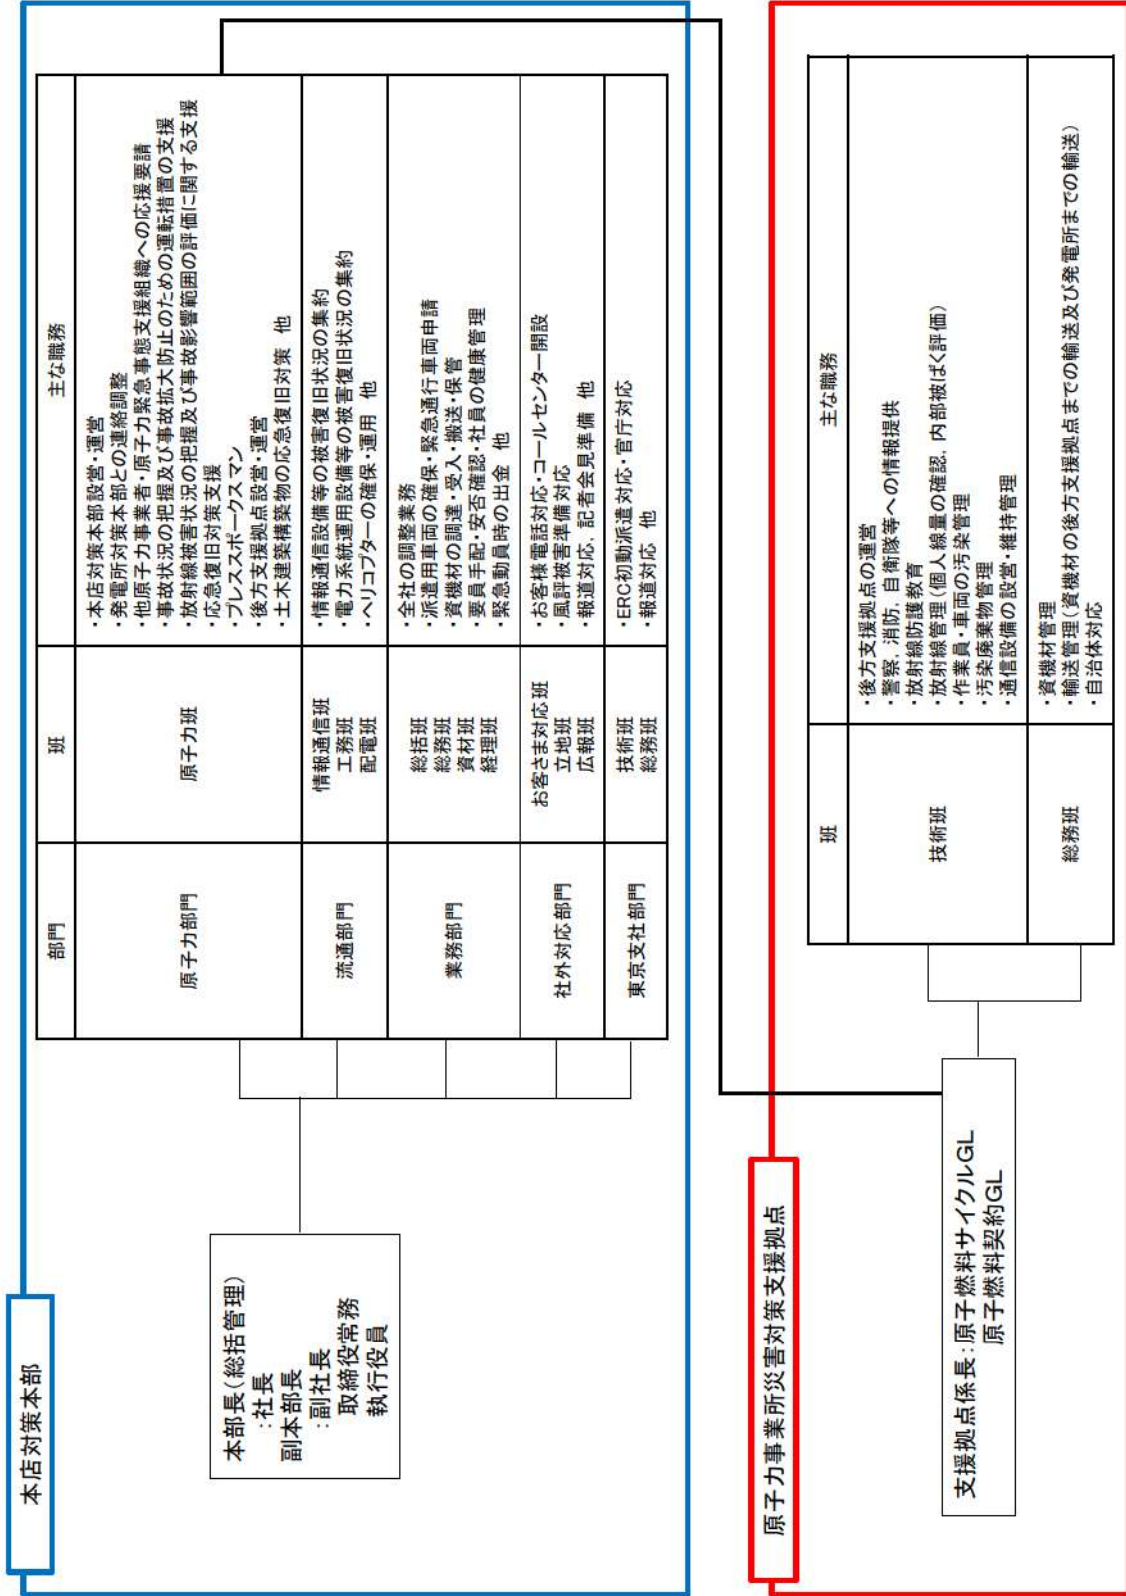 本店対策本部
本部長（総括管理）
：社長
副本部長
：副社長
取締役常務
執行役員
部門
班
主な職務
原子力部門
原子力班
・本店対策本部設営・運営
・発電所対策本部との連絡調整
・他原子力事業者・原子力緊急事態支援組織への応援要請
・事故状況の把握及び事故拡大防止のための運転措置の支援
・放射線被害状況の把握及び事故影響範囲の評価に関する支援
・応急復旧対策支援
・プレススポークスマン
・後方支援拠点設営・運営
・土木建築構築物の応急復旧対策　他
流通部門
情報通信班
工務班
配電班
・情報通信設備等の被害復旧状況の集約
・電力系統運用設備等の被害復旧状況の集約
・ヘリコプターの確保・運用　他
業務部門
総括班
総務班
資材班
経理班
・全社の調整業務
・派遣用車両の確保・緊急通行車両申請
・資機材の調達・受入・搬送・保管
・要員手配・安否確認・社員の健康管理
・緊急動員時の出金　他
社外対応部門
お客さま対応班
立地班
広報班
・お客様電話対応・コールセンター開設
・風評被害準備対応
・報道対応，記者会見準備　他
東京支社部門
技術班
総務班
・ERC初動派遣対応・官庁対応
・報道対応　他
原子力事業所災害対策支援拠点
支援拠点係長：原子燃料サイクルGL
原子燃料契約GL
班
主な職務
技術班
・後方支援拠点の運営
・警察，消防，自衛隊等への情報提供
・放射線防護教育
・放射線管理（個人線量の確認，内部被ばく評価）
・作業員・車両の汚染管理
・汚染廃棄物管理
・通信設備の設営・維持管理
総務班
・資機材管理
・輸送管理（資機材の後方支援拠点までの輸送及び発電所までの輸送）
・自治体対応